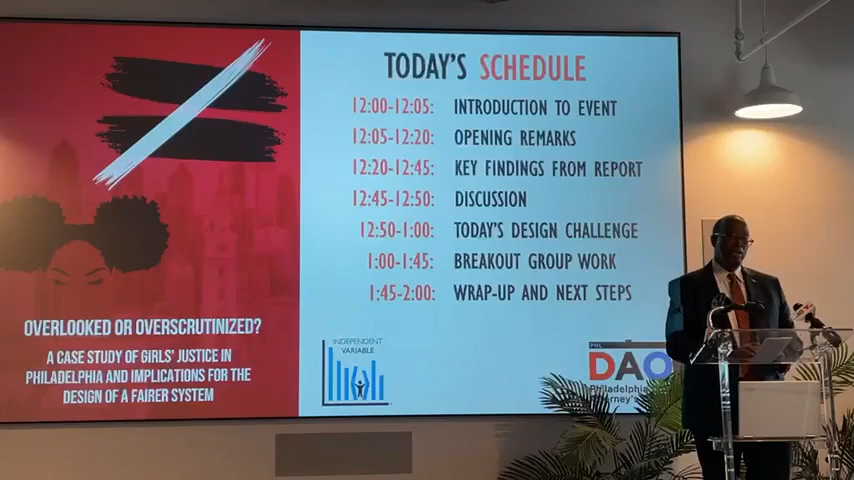 TODAY'S SCHEDULE
12:00-12:05: INTRODUCTION TO EVENT
12:05-12:20: OPENING REMARKS
12:20-12:45: KEY FINDINGS FROM REPORT
12:45-12:50: DISCUSSION
12:50-1:00: TODAY'S DESIGN CHALLENGE
1:00-1:45: BREAKOUT GROUP WORK
1:45-2:00: WRAP-UP AND NEXT STEPS
OVERLOOKED OR OVERSCRUTINIZED?
A CASE STUDY OF GIRLS' JUSTICE IN
PHILADELPHIA AND IMPLICATIONS FOR THE
DESIGN OF A FAIRER SYSTEM
INDEPENDENT
VARIABLE
PHL
DAO
Philadelphia